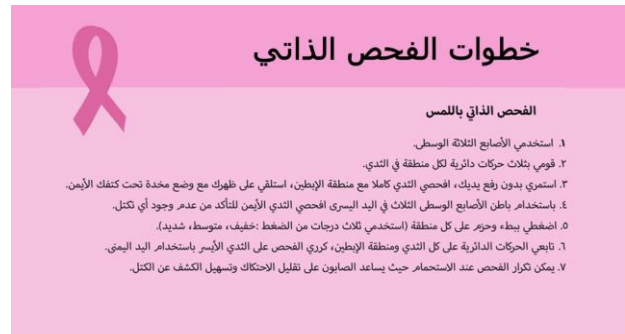 خطوات الفحص الذاتي
الفحص الذاتي باللمس
١. استخدمي الأصابع الثلاثة الوسطى.
٢. قومي بثلاث حركات دائرية لكل منطقة في الثدي.
٣. استمري بدون رفع يديك، افحصي الثدي كاملا مع منطقة الإبطين، استلقي على ظهرك مع وضع مخدة تحت كتفك الأيمن.
٤. باستخدام باطن الأصابع الوسطى الثلاث في اليد اليسرى افحصي الثدي الأيمن للتأكد من عدم وجود أي تكتل.
٥. اضغطي ببطء وحزم على كل منطقة (استخدمي ثلاث درجات من الضغط :خفيف، متوسط، شديد).
٦. تابعي الحركات الدائرية على كل الثدي ومنطقة الإبطين، كرري الفحص على الثدي الأيسر باستخدام اليد اليمنى.
٧. يمكن تكرار الفحص عند الاستحمام حيث يساعد الصابون على تقليل الاحتكاك وتسهيل الكشف عن الكتل.